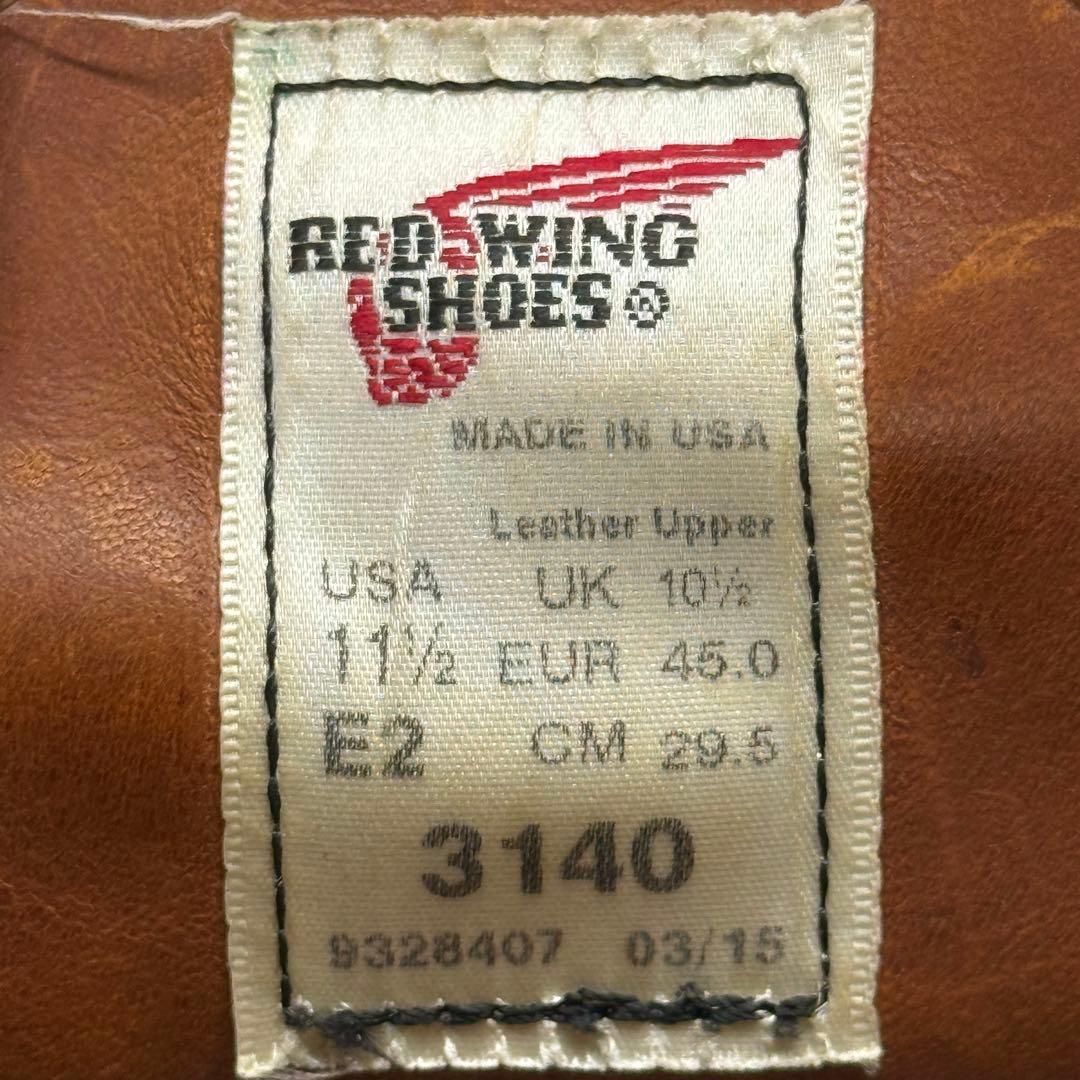 RED WING
SHOES®
MADE IN USA
Leather Upper
USA UK 10½
11½ EUR 45.0
E2 CM 29.5
3140
9328407 03/15